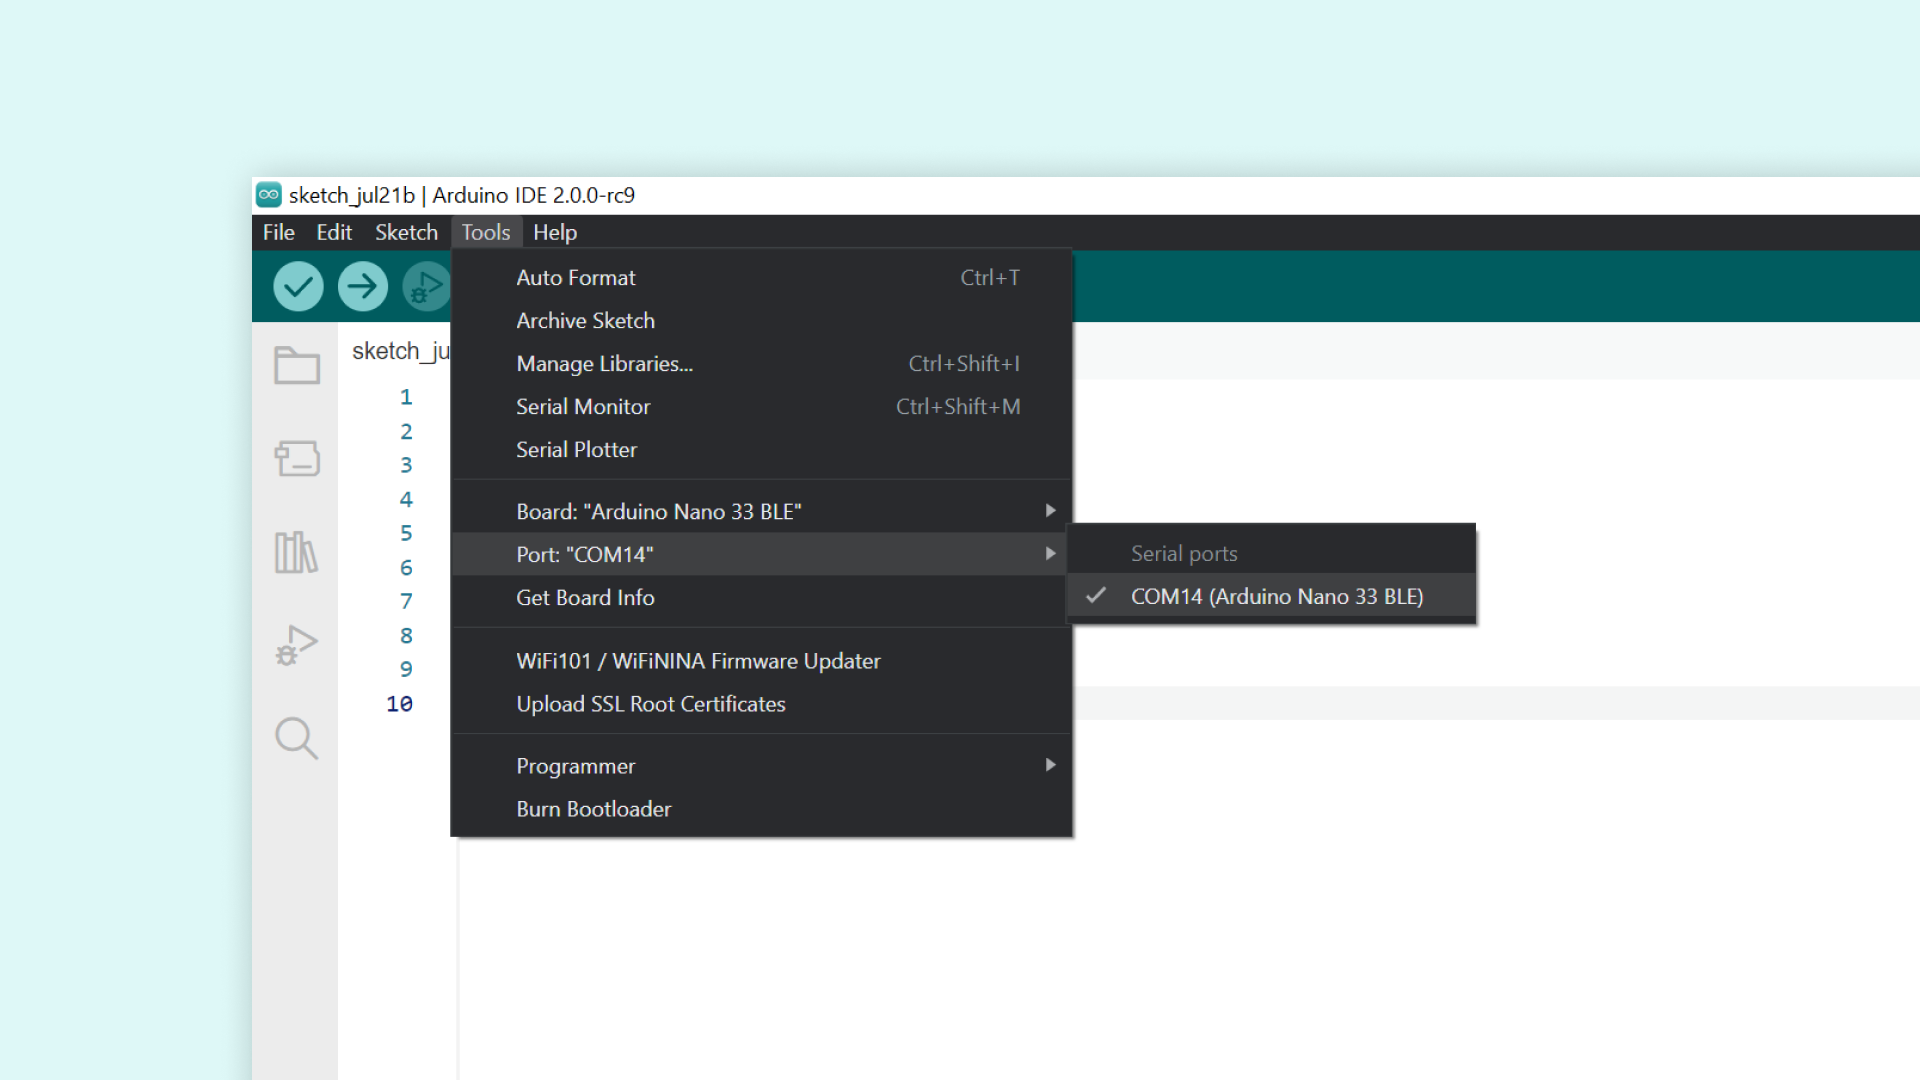 sketch_jul21b | Arduino IDE 2.0.0-rc9
File Edit Sketch Tools Help
Auto Format Ctrl+T
Archive Sketch
sketch_ju
Manage Libraries... Ctrl+Shift+I
1
Serial Monitor Ctrl+Shift+M
2
Serial Plotter
3
4
Board: "Arduino Nano 33 BLE"
5
Port: "COM14"
Serial ports
6
Get Board Info
COM14 (Arduino Nano 33 BLE)
7
8
WiFi101 / WiFiNINA Firmware Updater
9
Upload SSL Root Certificates
10
Programmer
Burn Bootloader